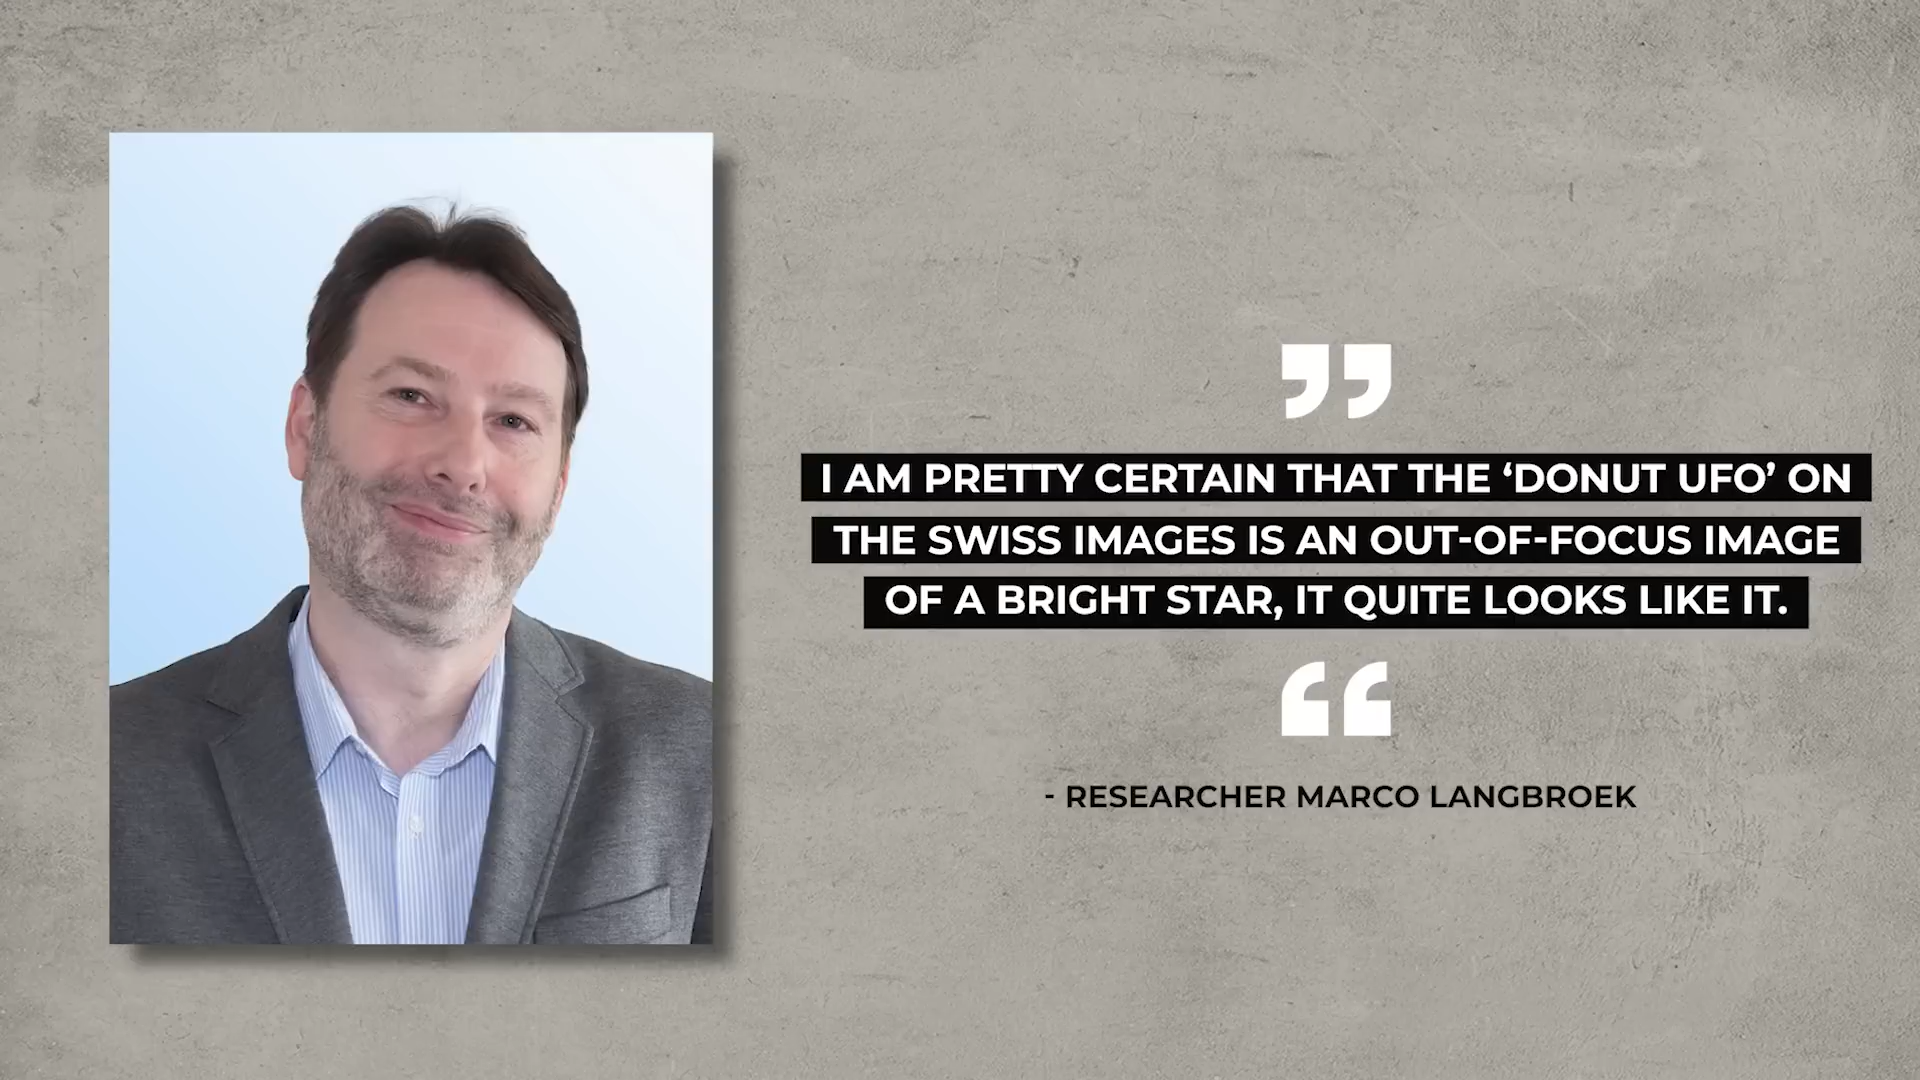 ”
I AM PRETTY CERTAIN THAT THE ‘DONUT UFO’ ON
THE SWISS IMAGES IS AN OUT-OF-FOCUS IMAGE
OF A BRIGHT STAR, IT QUITE LOOKS LIKE IT.
“
- RESEARCHER MARCO LANGBROEK